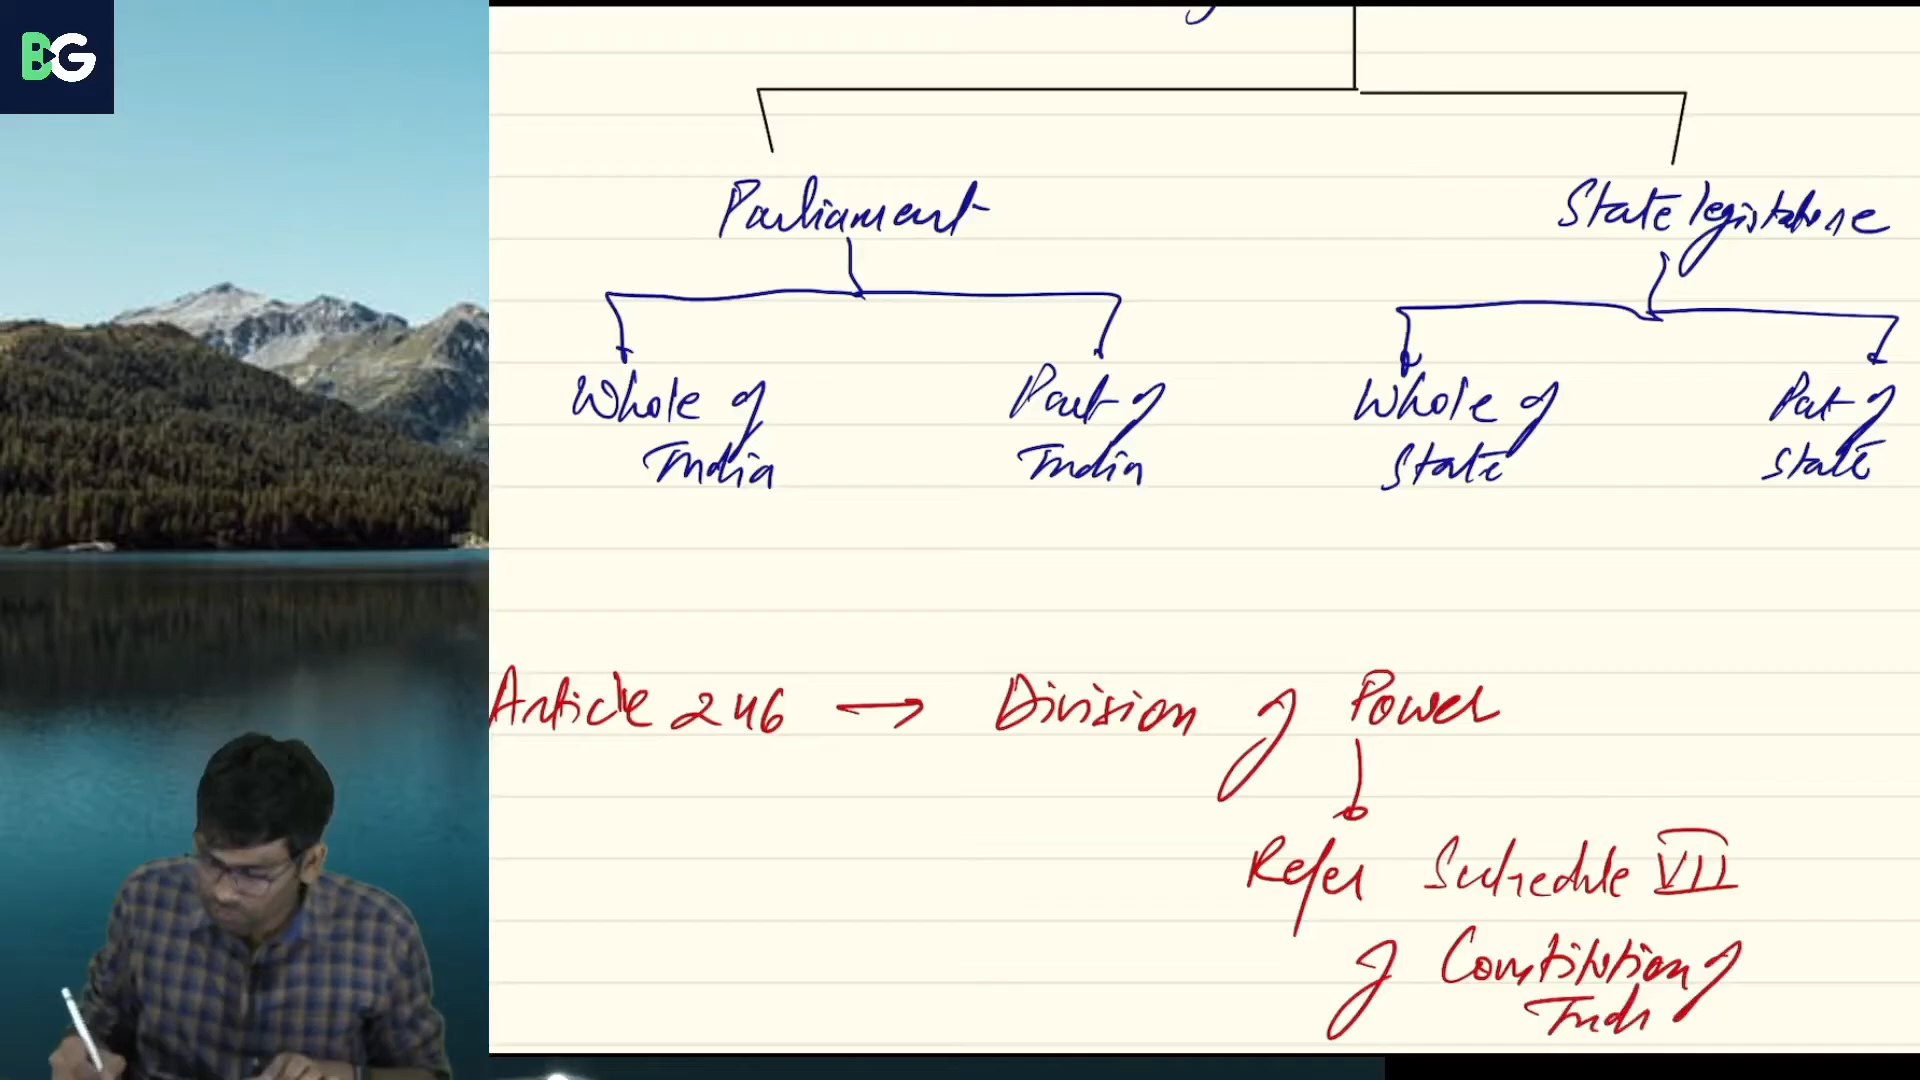 BG
Parliament
State legislature
Whole of
India
Part of
India
Whole of
State
Part of
State
Article 246 → Division of Power
Refer Schedule VII
of Constitution of
Indi